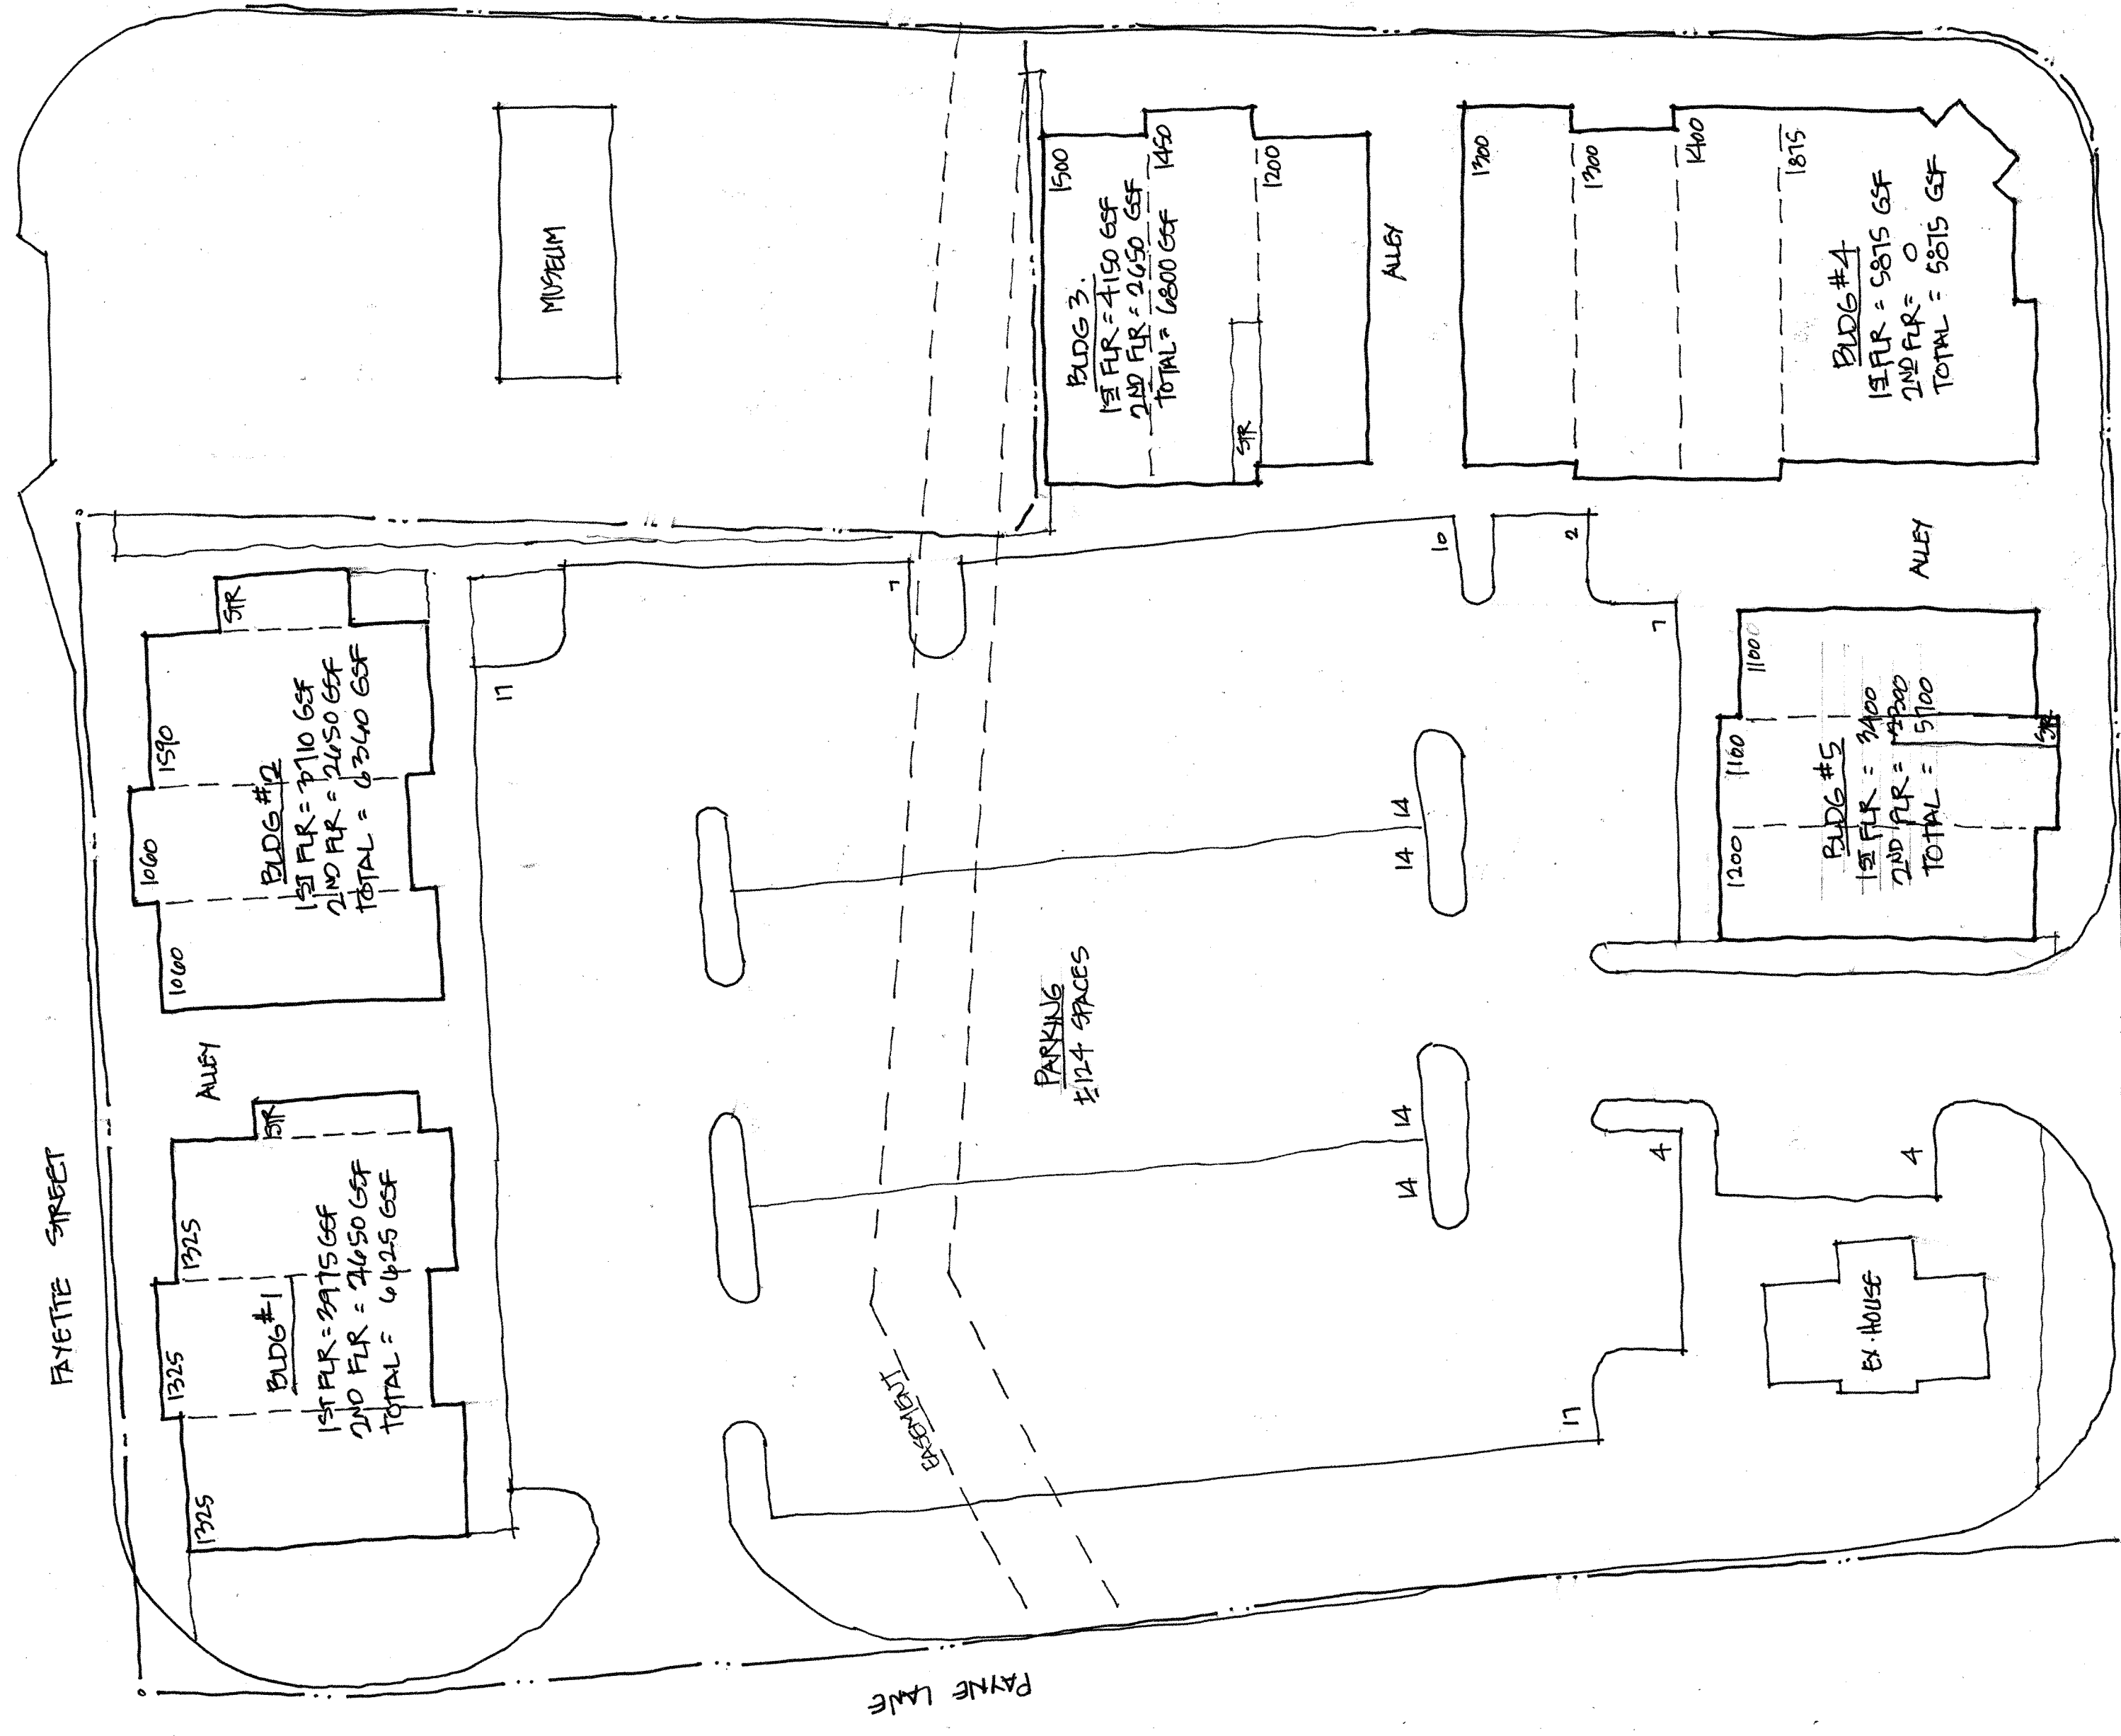 FAYETTE STREET
PAYNE LANE
MUSEUM
ALLEY
BLDG #1
1ST FLR = 3975 GSF
2ND FLR = 2650 GSF
TOTAL = 6625 GSF
1325
1325
1325
STR
BLDG #2
1ST FLR = 3710 GSF
2ND FLR = 2650 GSF
TOTAL = 6340 GSF
1060
1060
1590
STR
17
7
10
2
7
BLDG 3.
1ST FLR = 4150 GSF
2ND FLR = 2650 GSF
TOTAL = 6800 GSF
1500
1450
1200
STR
ALLEY
BLDG #4
1ST FLR = 5875 GSF
2ND FLR = 0
TOTAL = 5875 GSF
1300
1300
1400
1875
ALLEY
BLDG #5
1ST FLR = 3400
2ND FLR = 2300
TOTAL = 5700
1200
1100
1100
STR
PARKING
±124 SPACES
14
14
14
14
EASEMENT
17
4
4
EX. HOUSE